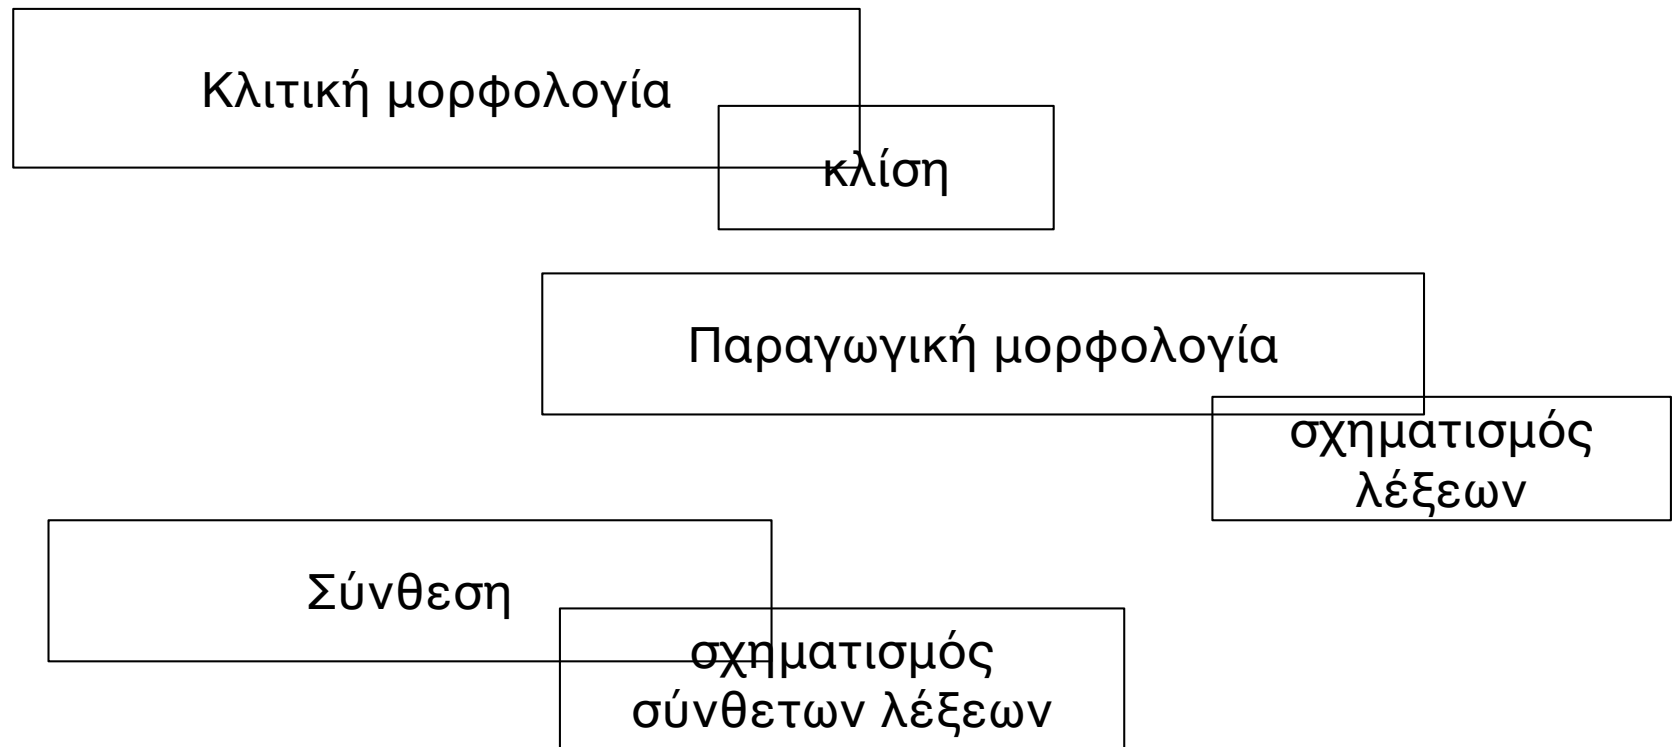 Κλιτική μορφολογία
κλίση
Παραγωγική μορφολογία
σχηματισμός
λέξεων
Σύνθεση
σχηματισμός
σύνθετων λέξεων